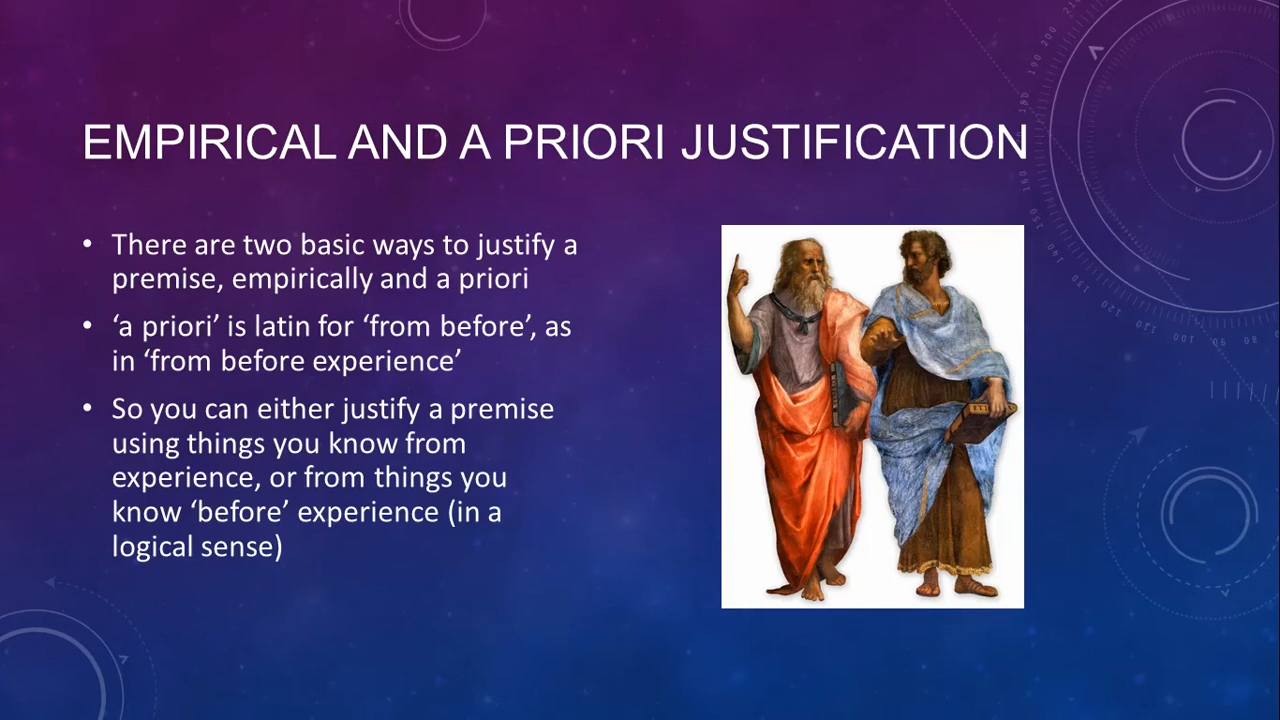 EMPIRICAL AND A PRIORI JUSTIFICATION
• There are two basic ways to justify a
premise, empirically and a priori
• ‘a priori’ is latin for ‘from before’, as
in ‘from before experience’
• So you can either justify a premise
using things you know from
experience, or from things you
know ‘before’ experience (in a
logical sense)